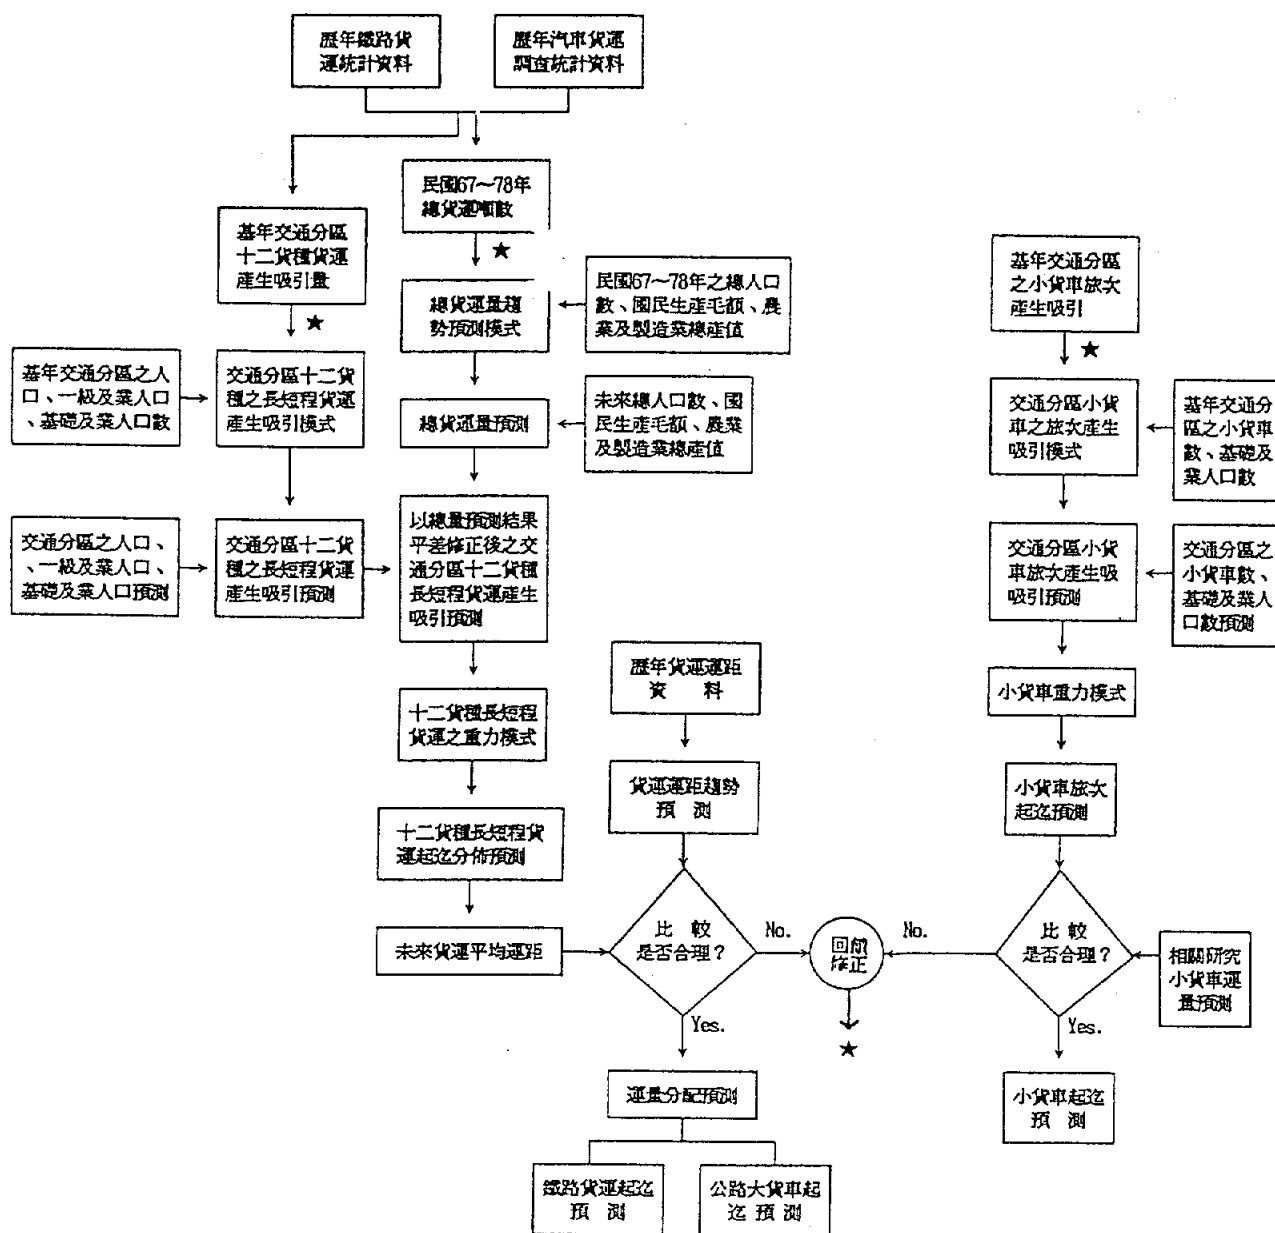 歷年鐵路貨
運統計資料
歷年汽車貨運
調查統計資料
民國67～78年
總貨運噸數
★
基年交通分區
十二貨種貨運
產生吸引量
★
總貨運量趨
勢預測模式
民國67～78年之總人口
數、國民生產毛額、農
業及製造業總產值
基年交通分區
之小貨車旅次
產生吸引
★
基年交通分區之人
口、一級及業人口
、基礎及業人口數
交通分區十二貨
種之長短程貨運
產生吸引模式
總貨運量預測
未來總人口數、國
民生產毛額、農業
及製造業總產值
交通分區小貨
車之旅次產生
吸引模式
基年交通分
區之小貨車
數、基礎及
業人口數
交通分區之人口、
、一級及業人口、
基礎及業人口預測
交通分區十二貨
種之長短程貨運
產生吸引預測
以總量預測結果
平差修正後之交
通分區十二貨種
長短程貨運產生
吸引預測
交通分區小貨
車旅次產生吸
吸引預測
交通分區之
小貨車數、
基礎及業人
口數預測
十二貨種長短程
貨運之重力模式
歷年貨運運距
資 料
小貨車重力模式
貨運運距趨勢
預 測
小貨車旅次
起迄預測
十二貨種長短程貨
運起迄分佈預測
未來貨運平均運距
比 較
是否合理？
No.
回前
修正
★
No.
比 較
是否合理？
相關研究
小貨車運
量預測
Yes.
Yes.
運量分配預測
小貨車起迄
預 測
鐵路貨運起迄
預 測
公路大貨車起
迄 預 測